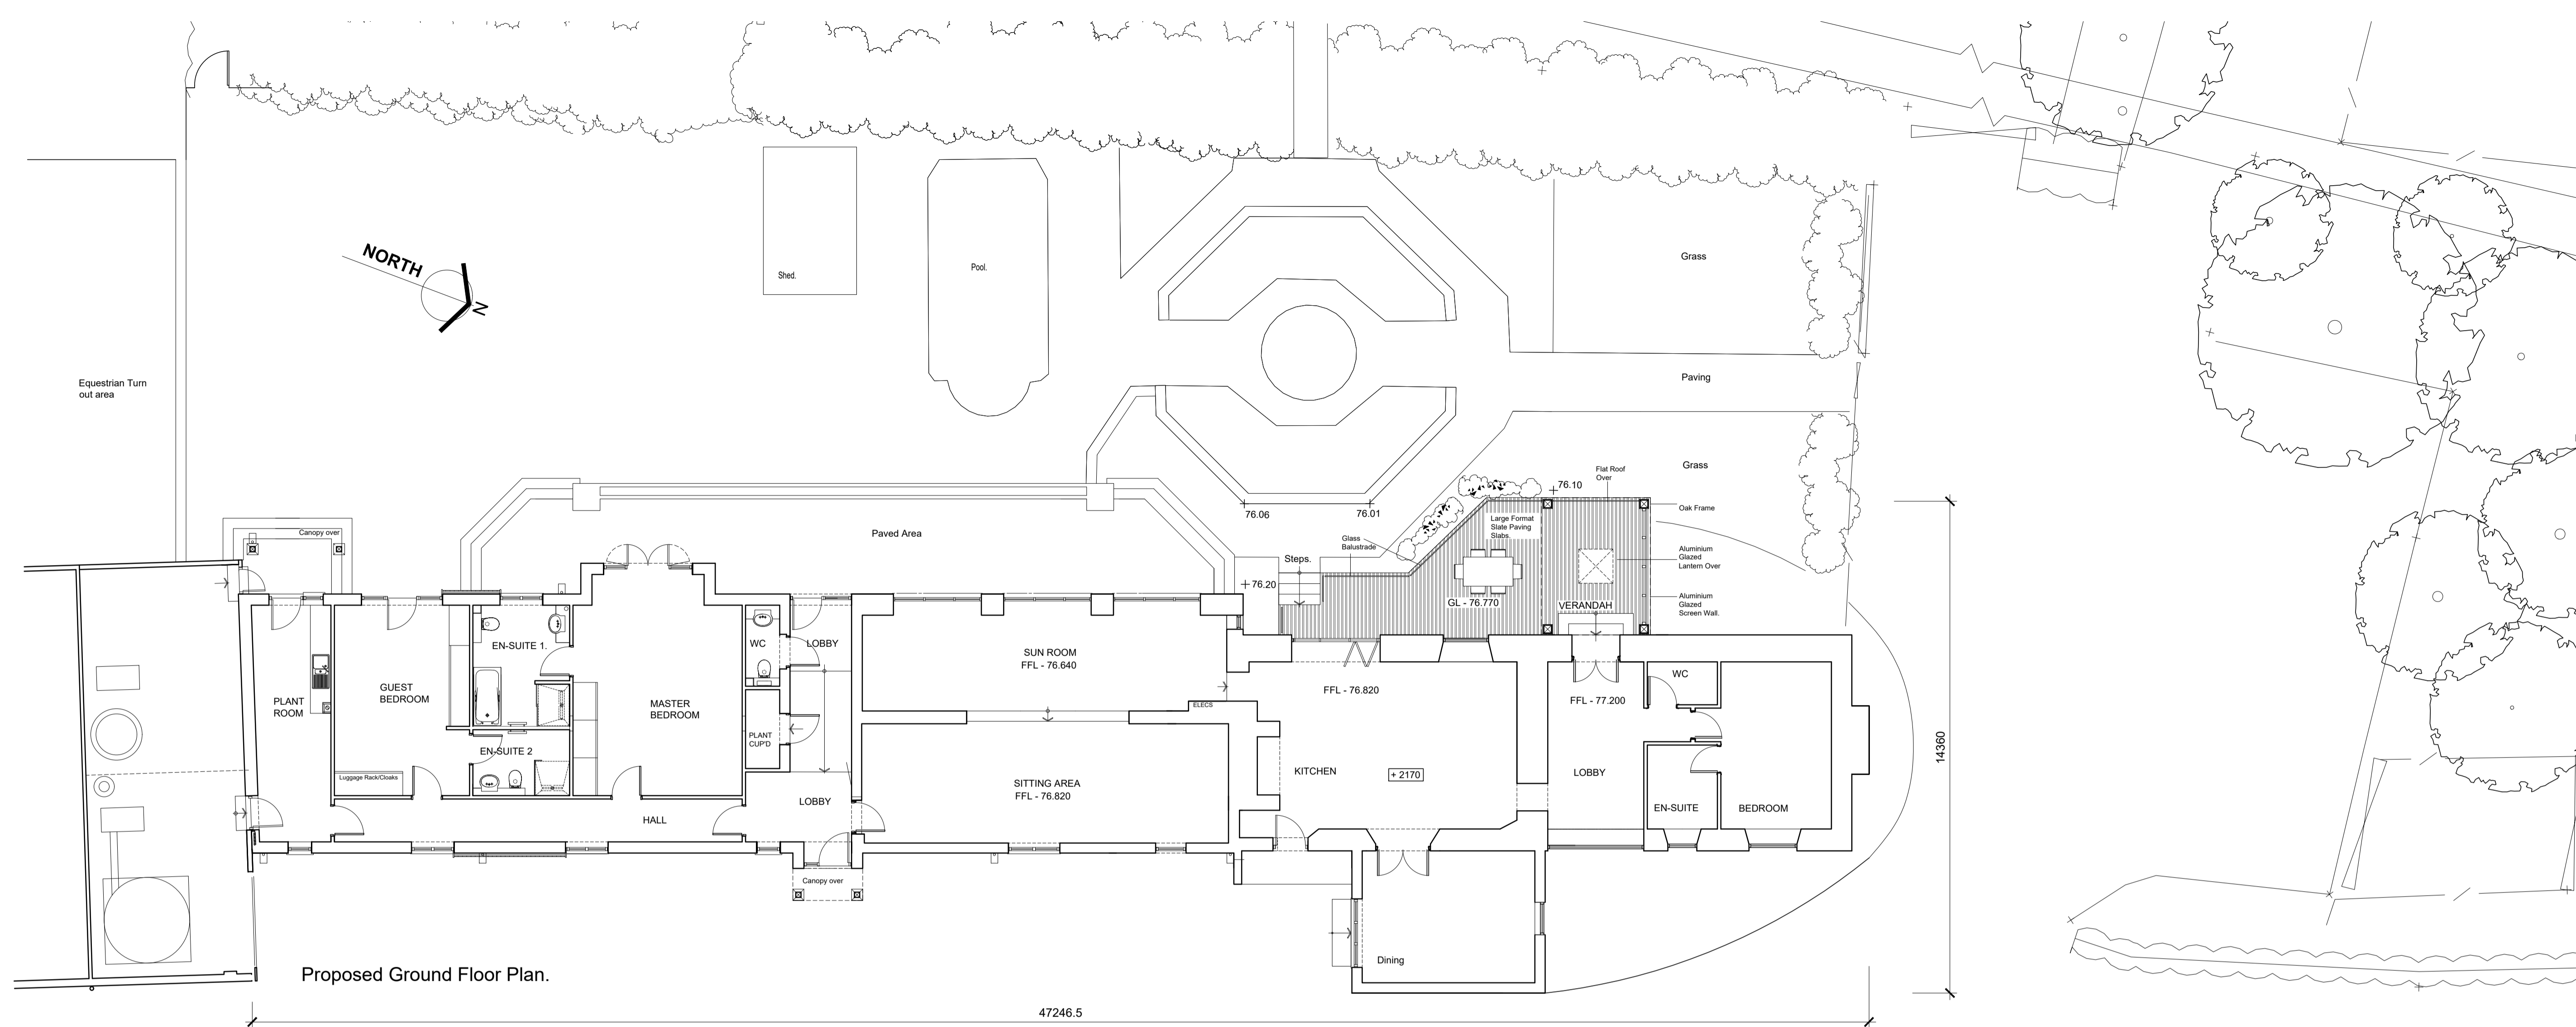 NORTH
N
Shed.
Pool.
Grass
Equestrian Turn
out area
Paving
Grass
Flat Roof
Over
76.10
Oak Frame
Large Format
Slate Paving
Slabs.
76.06
76.01
Canopy over
Paved Area
Glass
Balustrade
Steps.
Aluminium
Glazed
Lantern Over
76.20
GL - 76.770
VERANDAH
Aluminium
Glazed
Screen Wall.
EN-SUITE 1.
WC
LOBBY
SUN ROOM
FFL - 76.640
WC
GUEST
BEDROOM
FFL - 76.820
FFL - 77.200
PLANT
ROOM
MASTER
BEDROOM
ELECS
PLANT
CUP'D
EN-SUITE 2
Luggage Rack/Cloaks
SITTING AREA
FFL - 76.820
KITCHEN
+ 2170
LOBBY
14360
LOBBY
EN-SUITE
BEDROOM
HALL
Canopy over
Dining
Proposed Ground Floor Plan.
47246.5